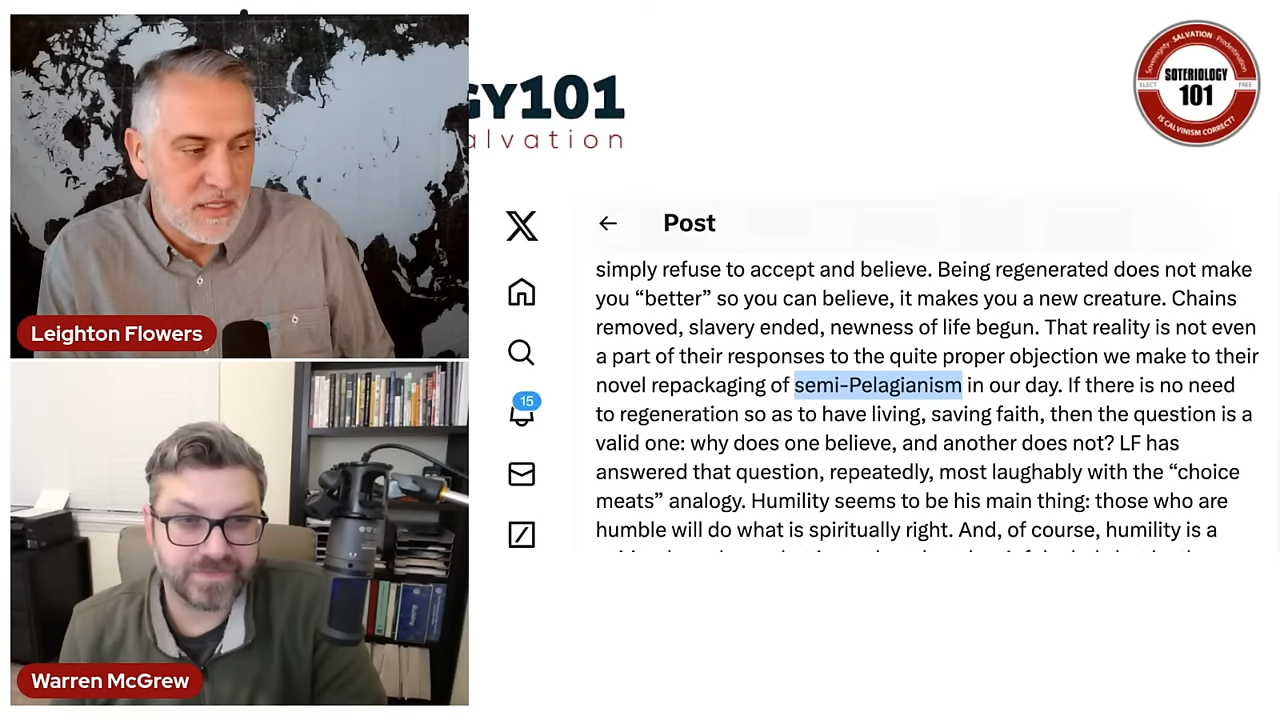 GY101
alvation
SALVATION
Sovereignty
Predestination
ELECT
FREE
SOTERIOLOGY
101
IS CALVINISM CORRECT?
Leighton Flowers
Warren McGrew
15
Post
simply refuse to accept and believe. Being regenerated does not make
you “better” so you can believe, it makes you a new creature. Chains
removed, slavery ended, newness of life begun. That reality is not even
a part of their responses to the quite proper objection we make to their
novel repackaging of semi-Pelagianism in our day. If there is no need
to regeneration so as to have living, saving faith, then the question is a
valid one: why does one believe, and another does not? LF has
answered that question, repeatedly, most laughably with the “choice
meats” analogy. Humility seems to be his main thing: those who are
humble will do what is spiritually right. And, of course, humility is a